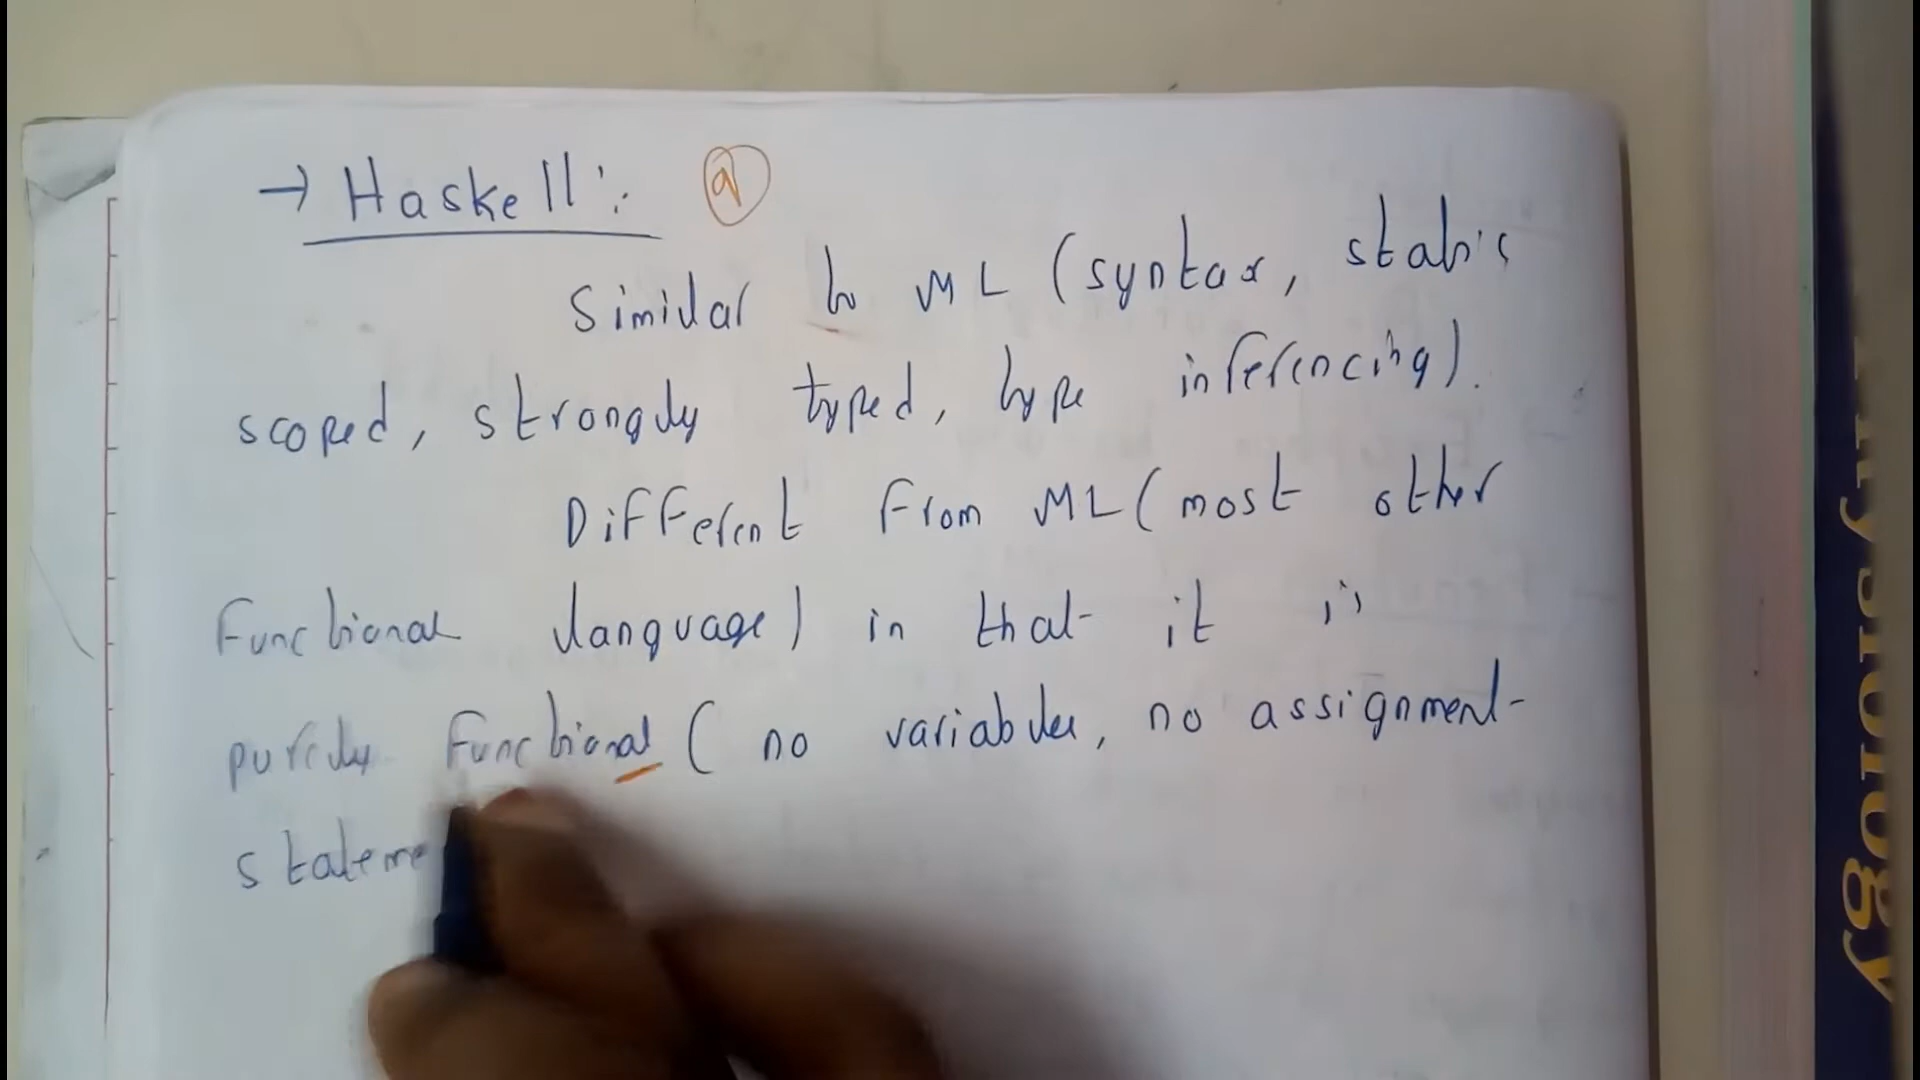 → Haskell :. a
Similar to ML (syntax, static
scoped, strongly typed, type inferencing).
Different from ML (most other
Functional language) in that it is
purely Functional ( no variables, no assignment-
stateme